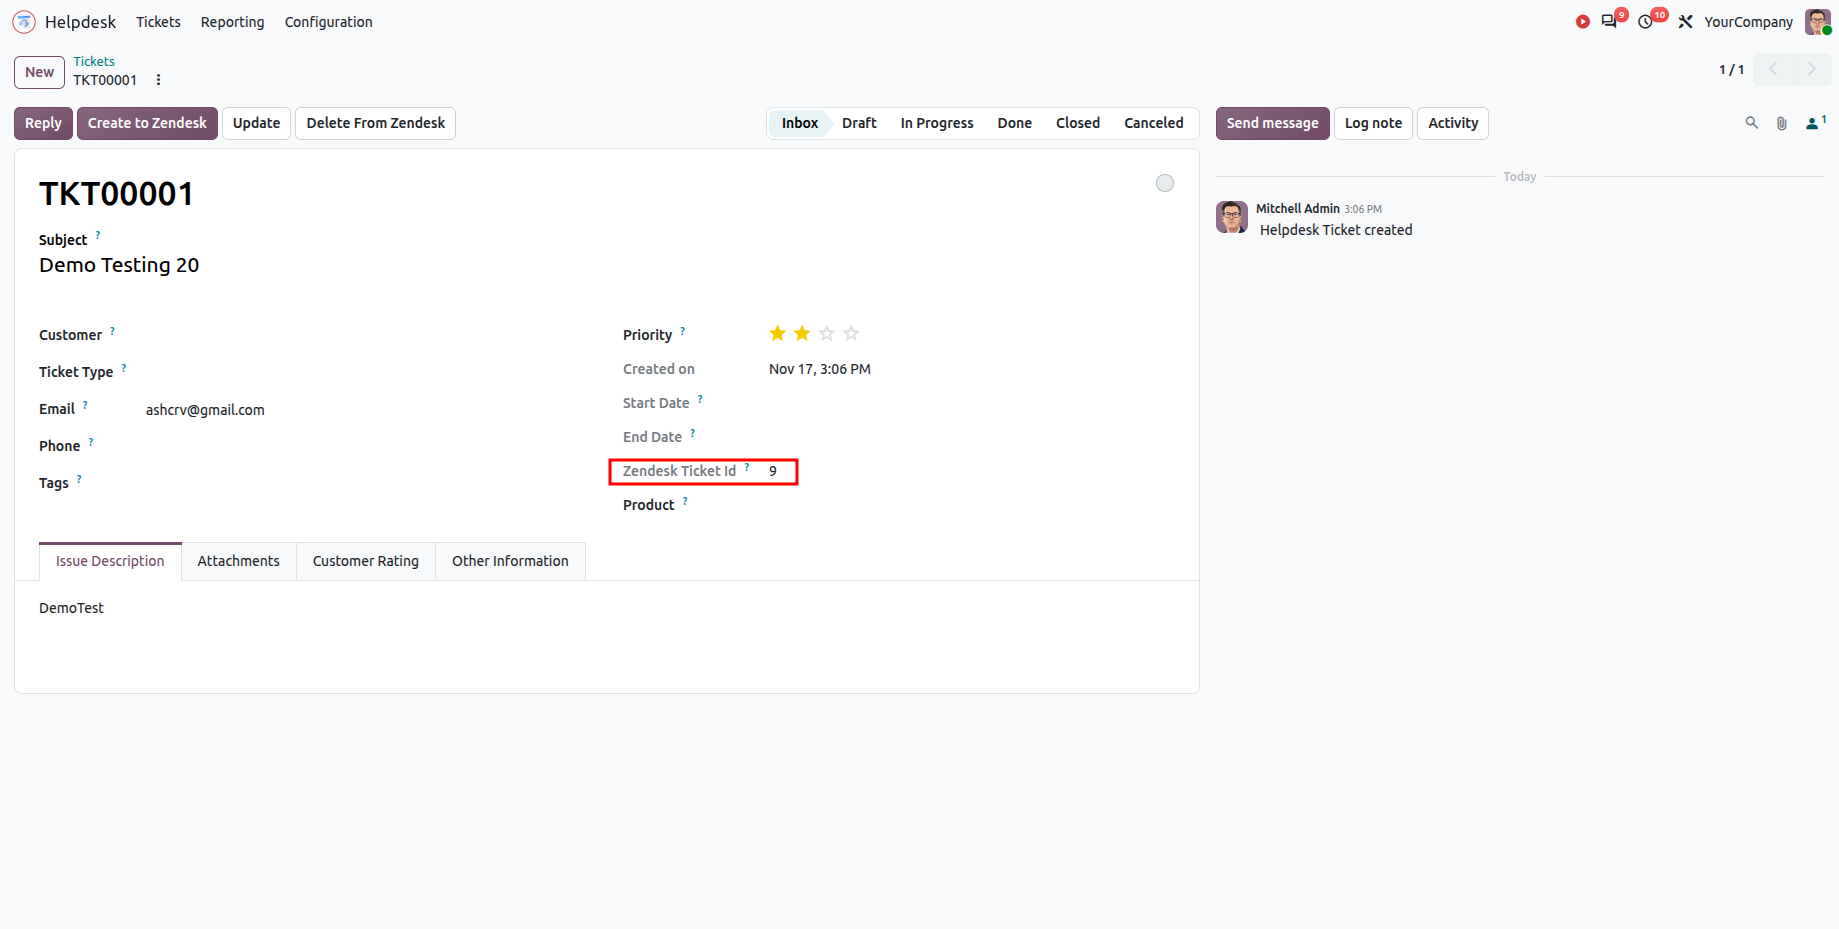 Helpdesk Tickets Reporting Configuration 9 10 YourCompany
New Tickets
TKT00001 1 / 1
Reply Create to Zendesk Update Delete From Zendesk Inbox Draft In Progress Done Closed Canceled Send message Log note Activity 1
TKT00001
Today
Mitchell Admin 3:06 PM
Helpdesk Ticket created
Subject ?
Demo Testing 20
Customer ?
Ticket Type ?
Email ? ashcrv@gmail.com
Phone ?
Tags ?
Priority ?
Created on Nov 17, 3:06 PM
Start Date ?
End Date ?
Zendesk Ticket Id ? 9
Product ?
Issue Description Attachments Customer Rating Other Information
DemoTest